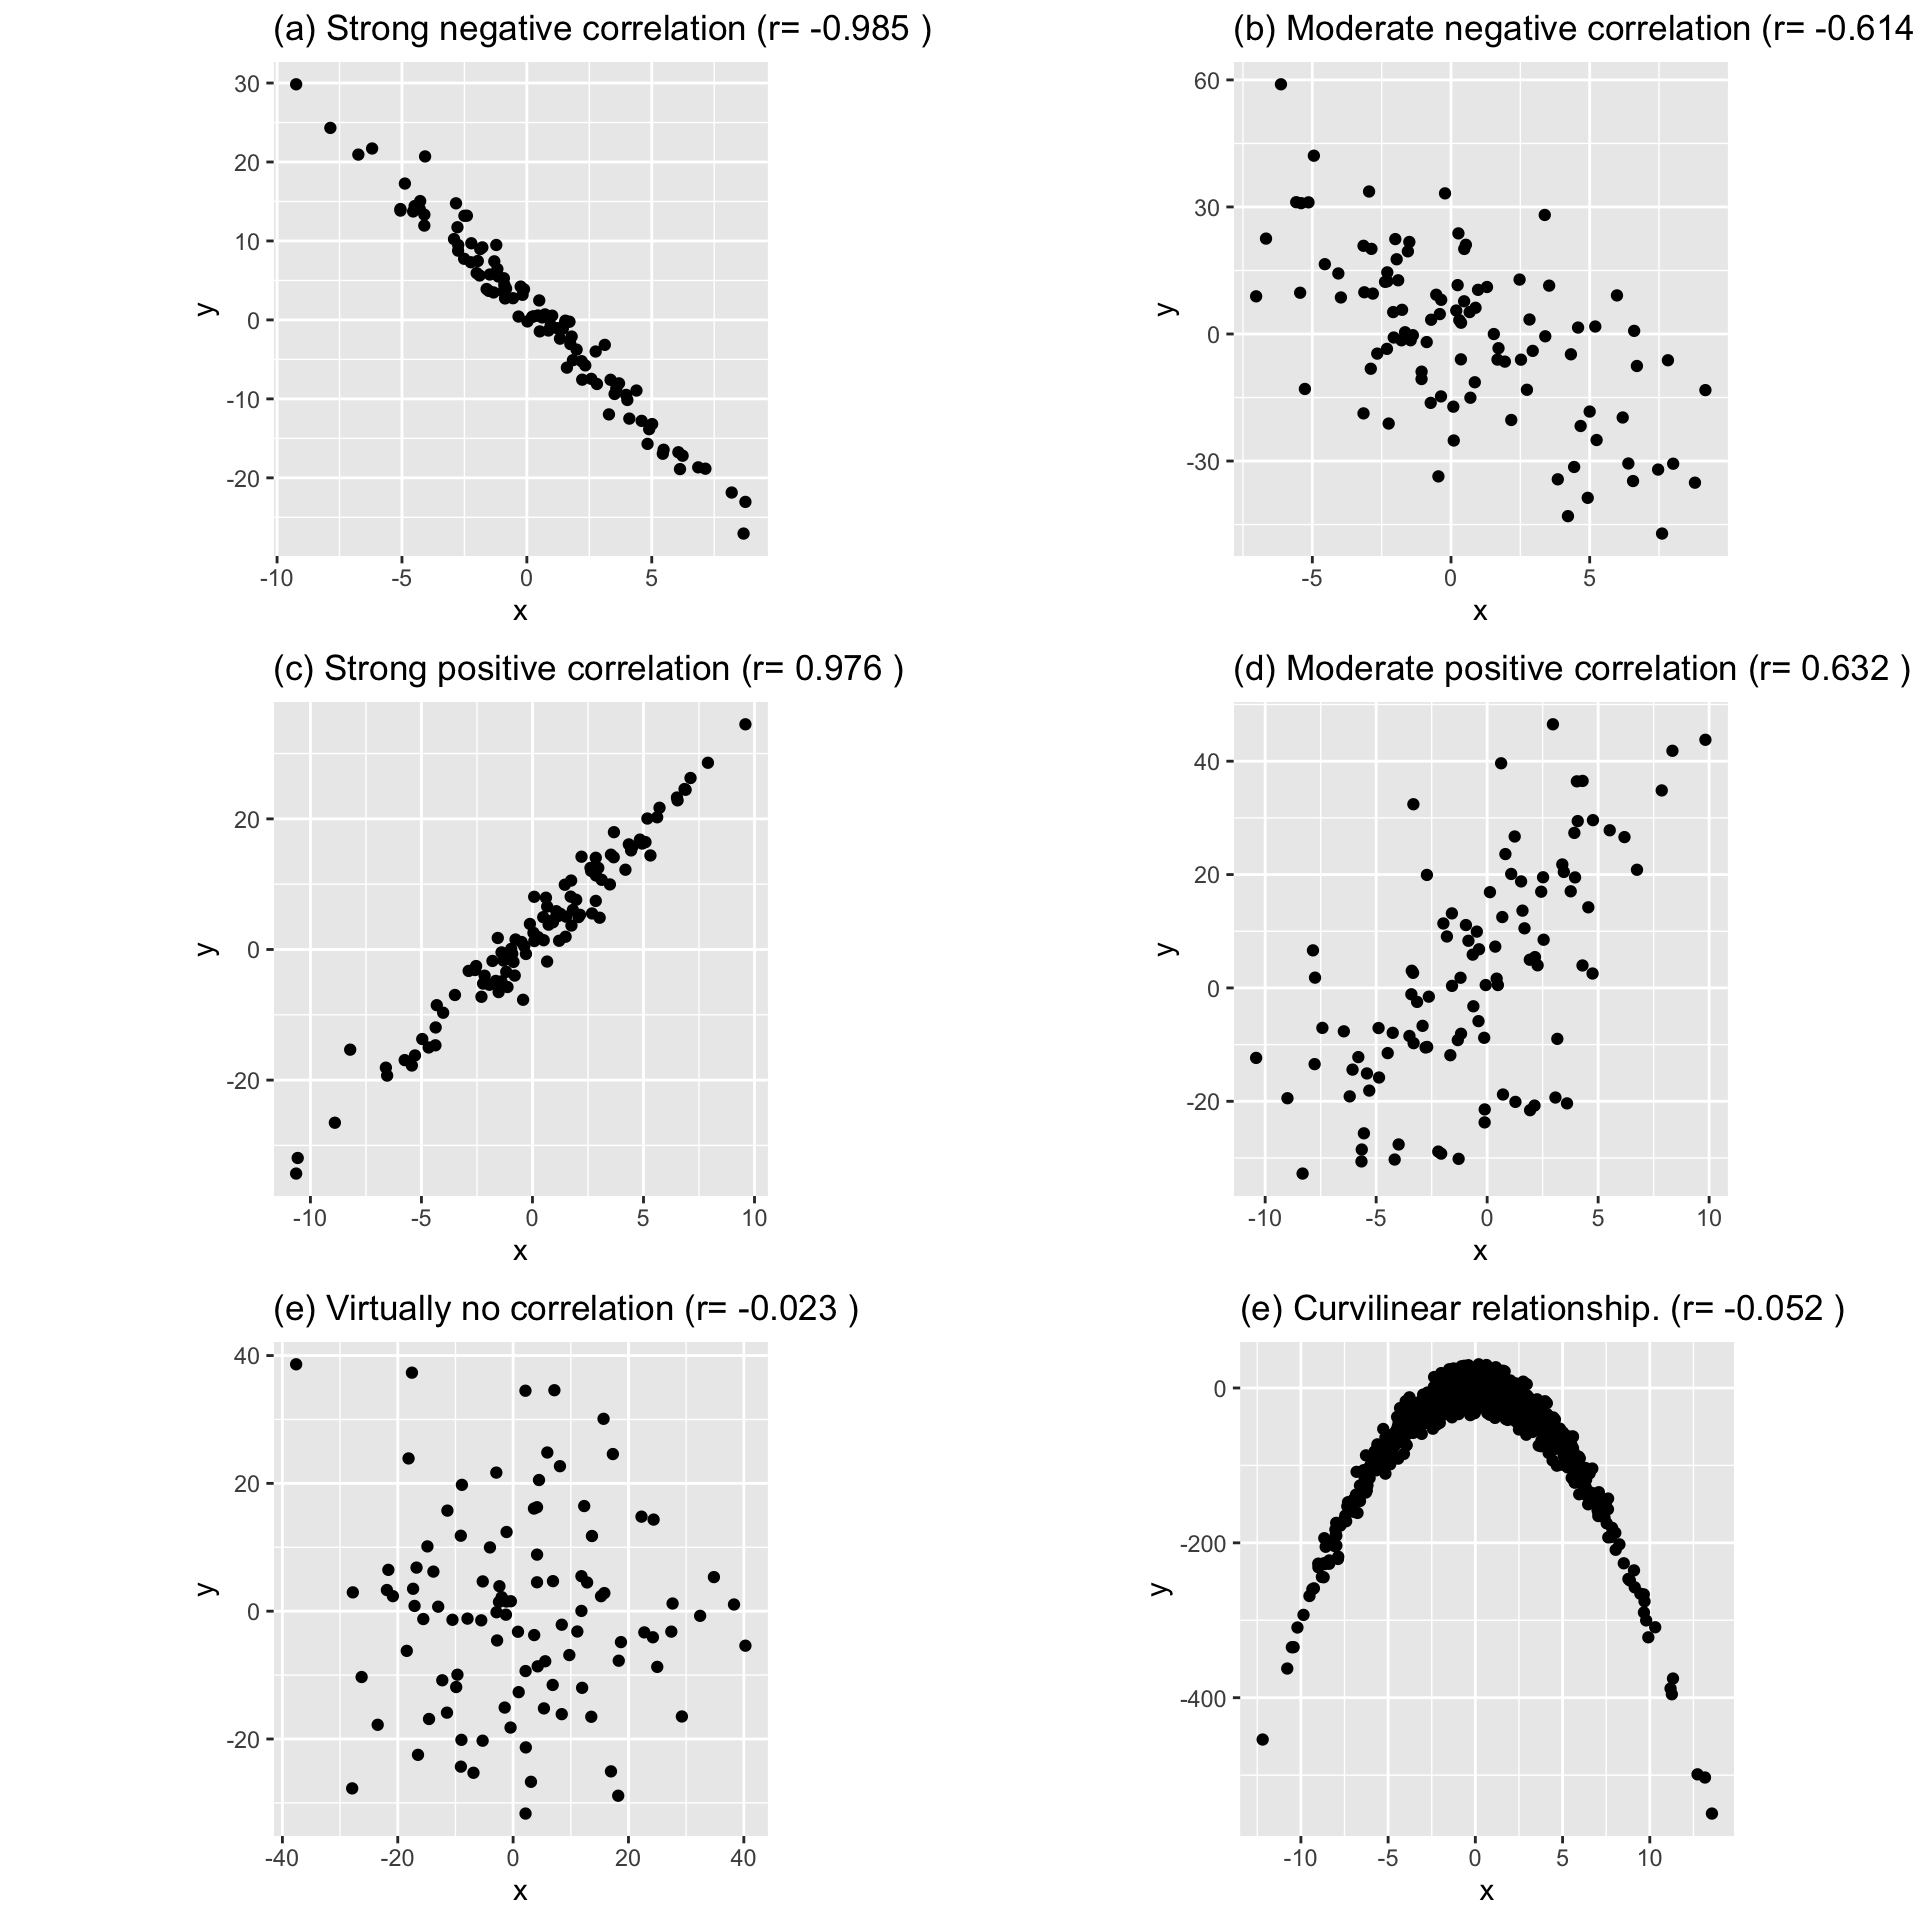 (a) Strong negative correlation (r= -0.985 )
30
20
10
0
-10
-20
y
-10 -5 0 5
x
(b) Moderate negative correlation (r= -0.614
60
30
0
-30
y
-5 0 5
x
(c) Strong positive correlation (r= 0.976 )
20
0
-20
y
-10 -5 0 5 10
x
(d) Moderate positive correlation (r= 0.632 )
40
20
0
-20
y
-10 -5 0 5 10
x
(e) Virtually no correlation (r= -0.023 )
40
20
0
-20
y
-40 -20 0 20 40
x
(e) Curvilinear relationship. (r= -0.052 )
0
-200
-400
y
-10 -5 0 5 10
x